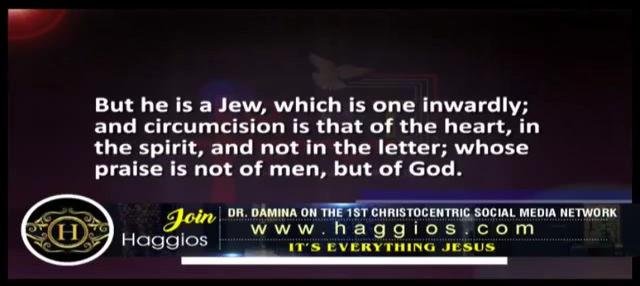 But he is a Jew, which is one inwardly;
and circumcision is that of the heart, in
the spirit, and not in the letter; whose
praise is not of men, but of God.
H
Join
Haggios
DR. DAMINA ON THE 1ST CHRISTOCENTRIC SOCIAL MEDIA NETWORK
www.haggios.com
IT'S EVERYTHING JESUS